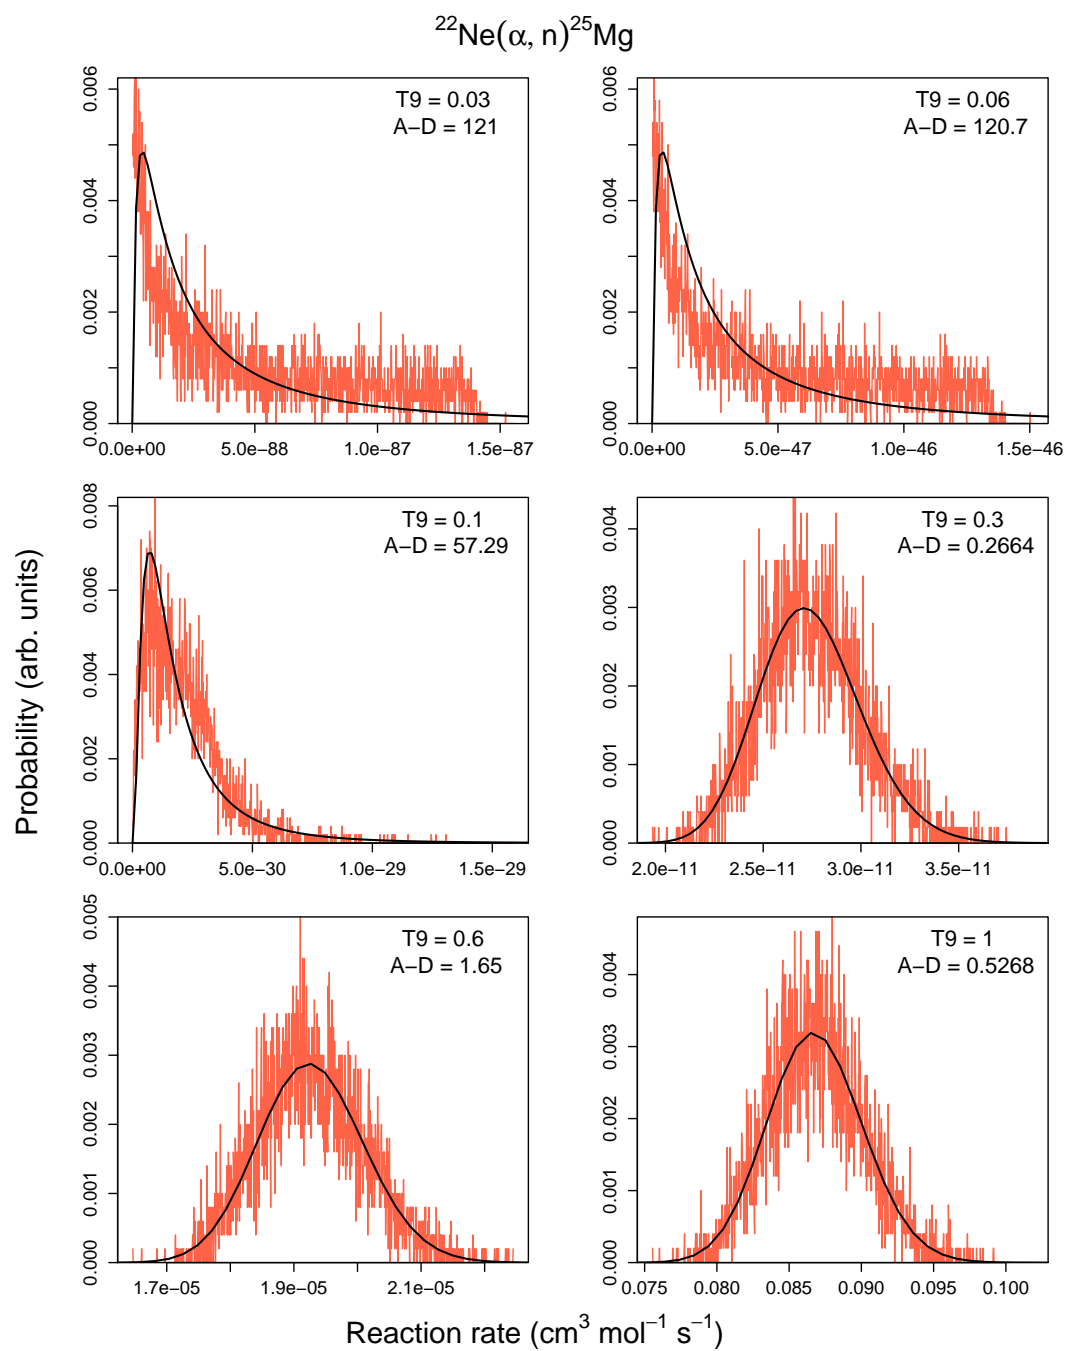 ²²Ne(α, n)²⁵Mg
T9 = 0.03
A−D = 121
0.000 0.002 0.004 0.006
0.0e+00 5.0e−88 1.0e−87 1.5e−87
T9 = 0.06
A−D = 120.7
0.000 0.002 0.004 0.006
0.0e+00 5.0e−47 1.0e−46 1.5e−46
Probability (arb. units)
T9 = 0.1
A−D = 57.29
0.000 0.002 0.004 0.006 0.008
0.0e+00 5.0e−30 1.0e−29 1.5e−29
T9 = 0.3
A−D = 0.2664
0.000 0.001 0.002 0.003 0.004
2.0e−11 2.5e−11 3.0e−11 3.5e−11
T9 = 0.6
A−D = 1.65
0.000 0.001 0.002 0.003 0.004 0.005
1.7e−05 1.9e−05 2.1e−05
T9 = 1
A−D = 0.5268
0.000 0.001 0.002 0.003 0.004
0.075 0.080 0.085 0.090 0.095 0.100
Reaction rate (cm³ mol⁻¹ s⁻¹)